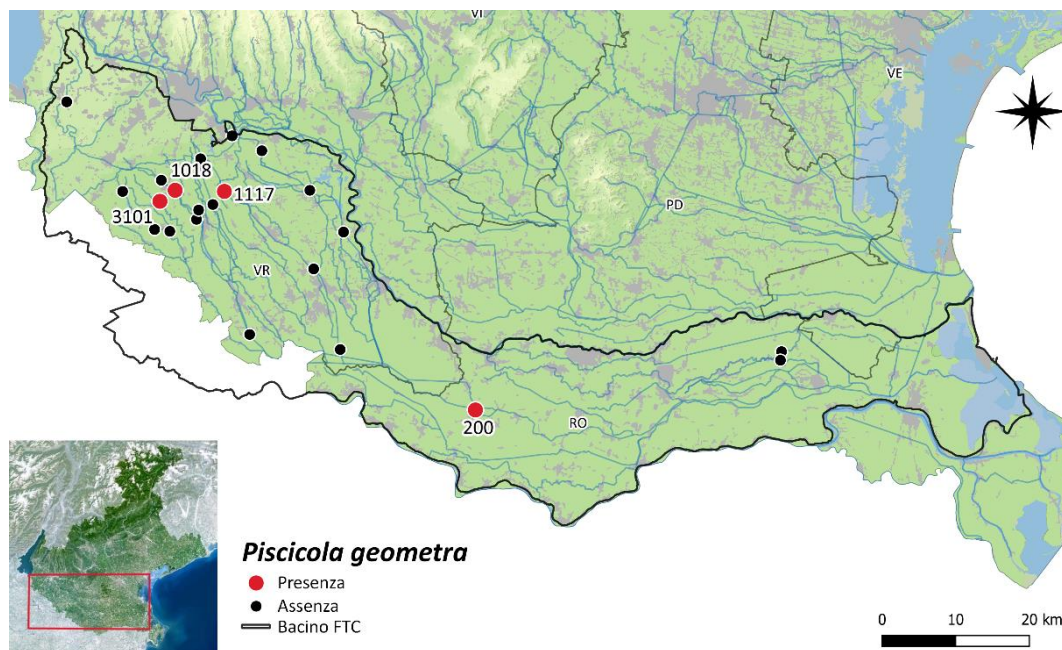 VI
VE
1018
1117
3101
PD
VR
200
RO
Piscicola geometra
Presenza
Assenza
Bacino FTC
0 10 20 km